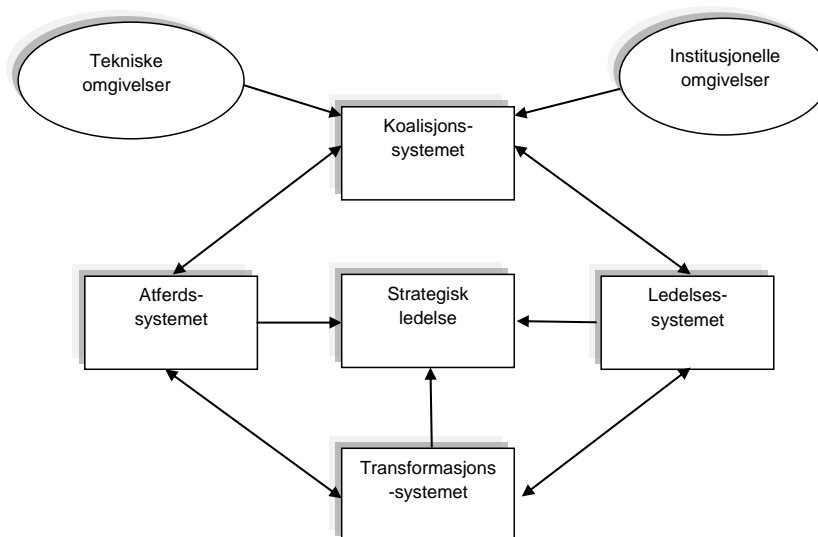 Tekniske
omgivelser
Institusjonelle
omgivelser
Koalisjons-
systemet
Atferds-
systemet
Strategisk
ledelse
Ledelses-
systemet
Transformasjons
-systemet